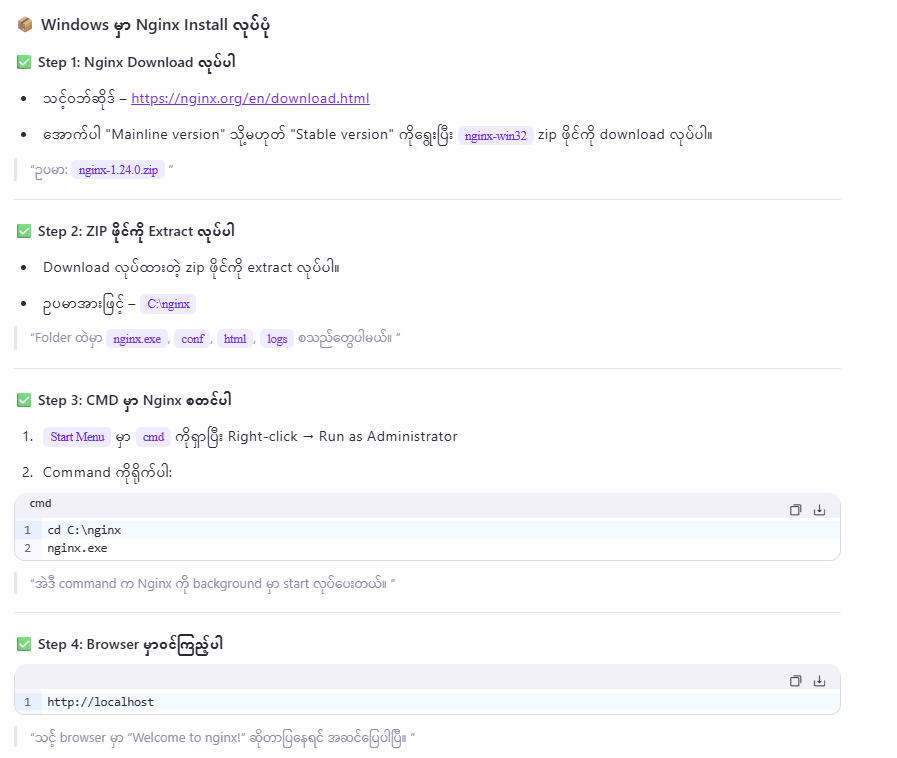 📦 Windows မှာ Nginx Install လုပ်ပုံ
✅ Step 1: Nginx Download လုပ်ပါ
• သင့်ဝဘ်ဆိုဒ် – https://nginx.org/en/download.html
• အောက်ပါ "Mainline version" သို့မဟုတ် "Stable version" ကိုရွေးပြီး nginx-win32 zip ဖိုင်ကို download လုပ်ပါ။
“ဥပမာ: nginx-1.24.0.zip ”
✅ Step 2: ZIP ဖိုင်ကို Extract လုပ်ပါ
• Download လုပ်ထားတဲ့ zip ဖိုင်ကို extract လုပ်ပါ။
• ဥပမာအားဖြင့် – C:\nginx
“Folder ထဲမှာ nginx.exe, conf, html, logs စသည်တွေပါမယ်။ ”
✅ Step 3: CMD မှာ Nginx စတင်ပါ
1. Start Menu မှာ cmd ကိုရှာပြီး Right-click → Run as Administrator
2. Command ကိုရိုက်ပါ:
cmd
1 cd C:\nginx
2 nginx.exe
“အဲဒီ command က Nginx ကို background မှာ start လုပ်ပေးတယ်။ ”
✅ Step 4: Browser မှာဝင်ကြည့်ပါ
1 http://localhost
“သင့် browser မှာ “Welcome to nginx!” ဆိုတာပြနေရင် အဆင်ပြေပါပြီ။ ”